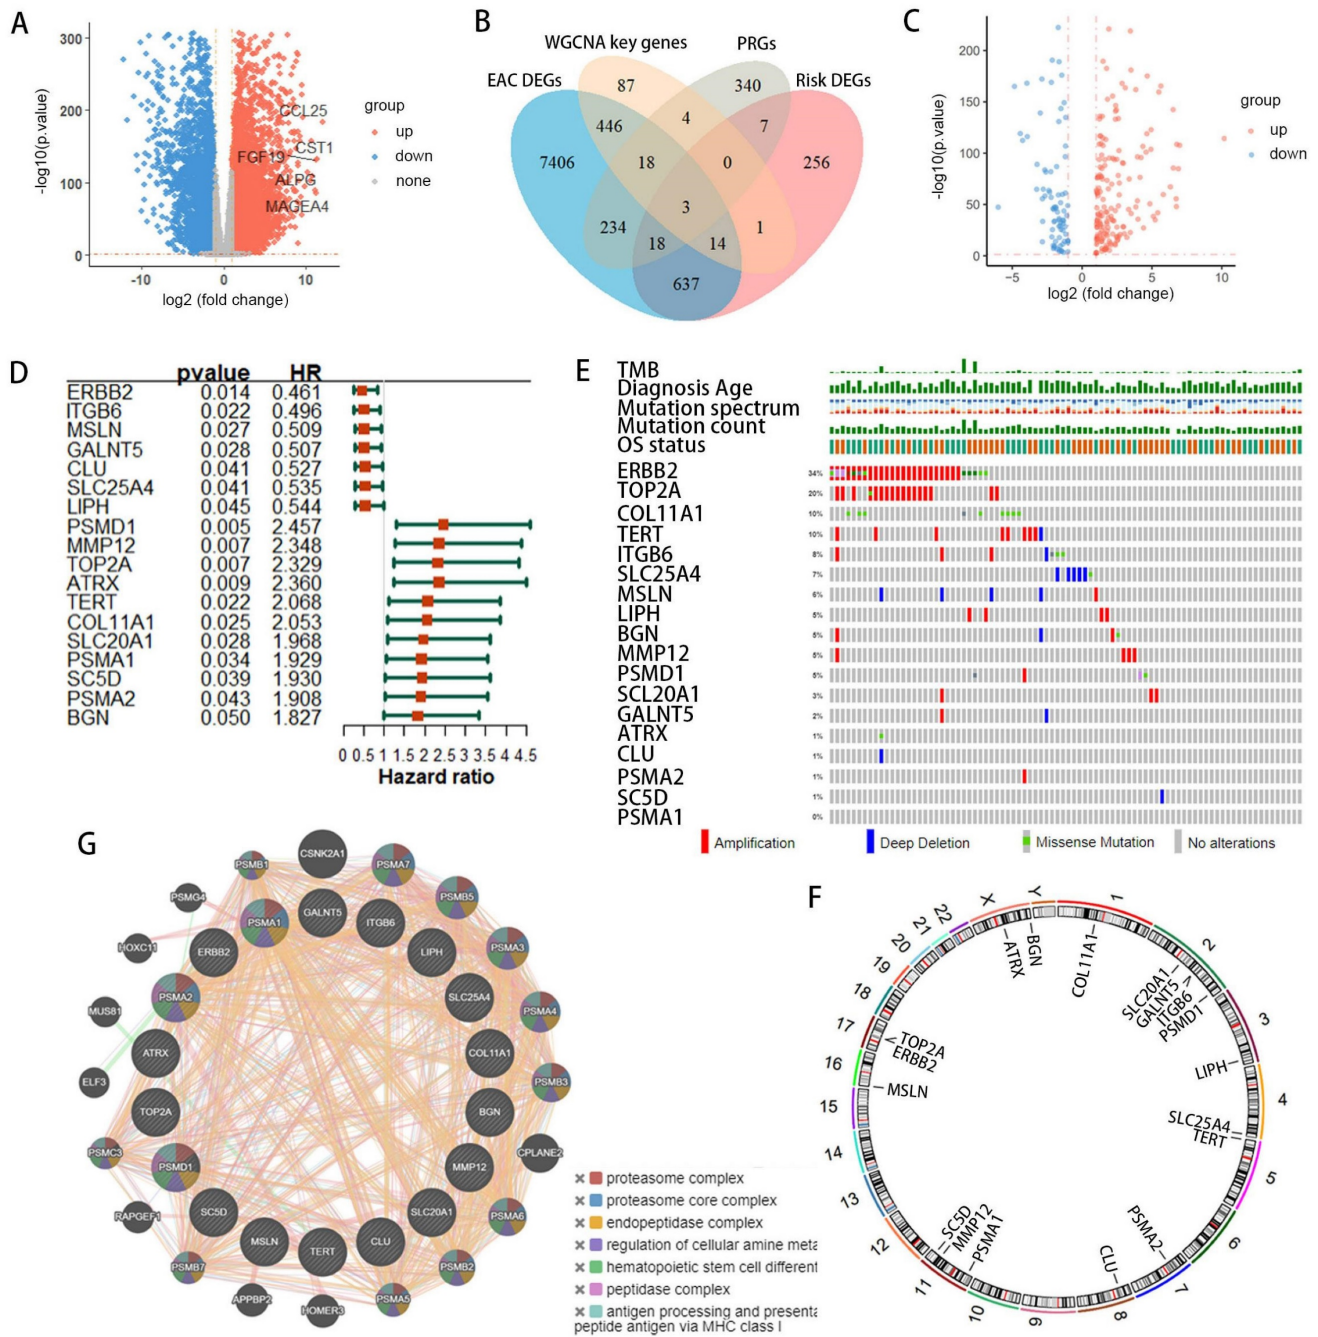 A
300
200
100
0
-10
0
10
-log10(p.value)
log2 (fold change)
CCL25
CST1
FGF19
ALPG
MAGEA4
group
up
down
none
B
WGCNA key genes
PRGs
EAC DEGs
Risk DEGs
87
340
4
446
7
7406
18
0
256
3
234
1
18
14
637
C
200
150
100
50
0
-5
0
5
10
-log10(p.value)
log2 (fold change)
group
up
down
D
pvalue HR
ERBB2 0.014 0.461
ITGB6 0.022 0.496
MSLN 0.027 0.509
GALNT5 0.028 0.507
CLU 0.041 0.527
SLC25A4 0.041 0.535
LIPH 0.045 0.544
PSMD1 0.005 2.457
MMP12 0.007 2.348
TOP2A 0.007 2.329
ATRX 0.009 2.360
TERT 0.022 2.068
COL11A1 0.025 2.053
SLC20A1 0.028 1.968
PSMA1 0.034 1.929
SC5D 0.039 1.930
PSMA2 0.043 1.908
BGN 0.050 1.827
0 0.5 1 1.5 2 2.5 3 3.5 4 4.5
Hazard ratio
E
TMB
Diagnosis Age
Mutation spectrum
Mutation count
OS status
ERBB2 34%
TOP2A 20%
COL11A1 10%
TERT 10%
ITGB6 8%
SLC25A4 7%
MSLN 6%
LIPH 5%
BGN 5%
MMP12 5%
PSMD1 5%
SCL20A1 3%
GALNT5 2%
ATRX 1%
CLU 1%
PSMA2 1%
SC5D 1%
PSMA1 0%
Amplification
Deep Deletion
Missense Mutation
No alterations
G
CSNK2A1
PSMB1
PSMA7
PSMG4
PSMB5
PSMA1
GALNT5
ITGB6
HOXC11
ERBB2
LIPH
PSMA3
PSMA2
SLC25A4
MUS81
PSMA4
ATRX
COL11A1
ELF3
PSMB3
TOP2A
BGN
PSMC3
PSMD1
MMP12
CPLANE2
RAPGEF1
SC5D
SLC20A1
PSMA6
MSLN
TERT
CLU
PSMB7
PSMB2
APPBP2
HOMER3
PSMA5
proteasome complex
proteasome core complex
endopeptidase complex
regulation of cellular amine meta
hematopoietic stem cell different
peptidase complex
antigen processing and presenta
peptide antigen via MHC class I
F
1
2
3
4
5
6
7
8
9
10
11
12
13
14
15
16
17
18
19
20
21
22
X
Y
ATRX
BGN
COL11A1
SLC20A1
GALNT5
ITGB6
PSMD1
LIPH
SLC25A4
TERT
PSMA2
CLU
PSMA1
MMP12
SC5D
MSLN
ERBB2
TOP2A